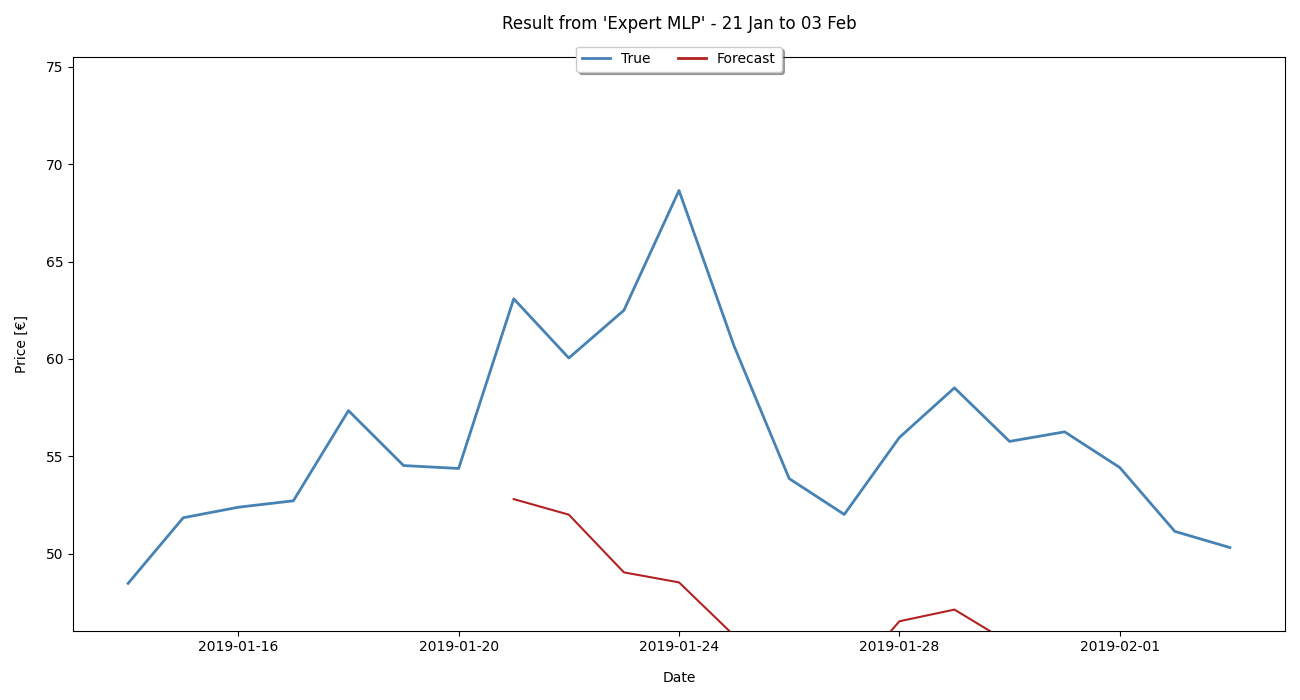 Result from 'Expert MLP' - 21 Jan to 03 Feb
True
Forecast
75
70
65
60
55
50
Price [€]
2019-01-16
2019-01-20
2019-01-24
2019-01-28
2019-02-01
Date